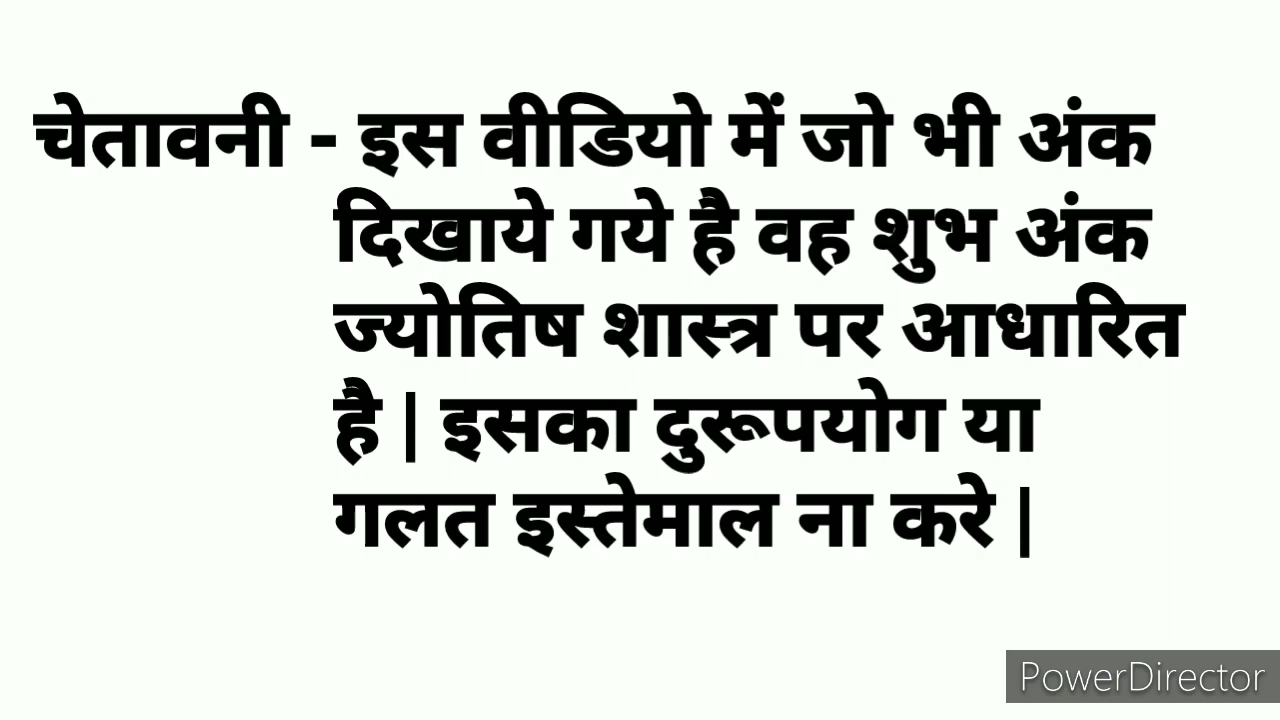 चेतावनी - इस वीडियो में जो भी अंक
दिखाये गये है वह शुभ अंक
ज्योतिष शास्त्र पर आधारित
है | इसका दुरूपयोग या
गलत इस्तेमाल ना करे |
PowerDirector